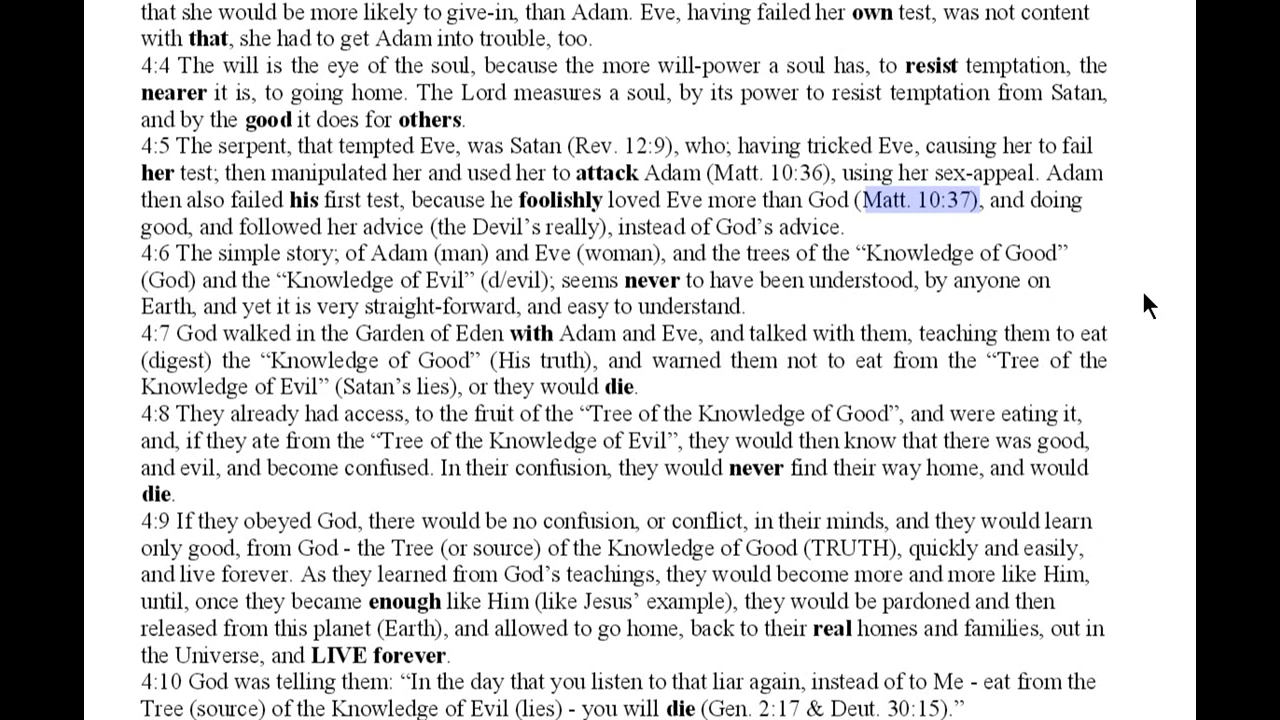 that she would be more likely to give-in, than Adam. Eve, having failed her own test, was not content
with that, she had to get Adam into trouble, too.
4:4 The will is the eye of the soul, because the more will-power a soul has, to resist temptation, the
nearer it is, to going home. The Lord measures a soul, by its power to resist temptation from Satan,
and by the good it does for others.
4:5 The serpent, that tempted Eve, was Satan (Rev. 12:9), who; having tricked Eve, causing her to fail
her test; then manipulated her and used her to attack Adam (Matt. 10:36), using her sex-appeal. Adam
then also failed his first test, because he foolishly loved Eve more than God (Matt. 10:37), and doing
good, and followed her advice (the Devil’s really), instead of God’s advice.
4:6 The simple story; of Adam (man) and Eve (woman), and the trees of the “Knowledge of Good”
(God) and the “Knowledge of Evil” (d/evil); seems never to have been understood, by anyone on
Earth, and yet it is very straight-forward, and easy to understand.
4:7 God walked in the Garden of Eden with Adam and Eve, and talked with them, teaching them to eat
(digest) the “Knowledge of Good” (His truth), and warned them not to eat from the “Tree of the
Knowledge of Evil” (Satan’s lies), or they would die.
4:8 They already had access, to the fruit of the “Tree of the Knowledge of Good”, and were eating it,
and, if they ate from the “Tree of the Knowledge of Evil”, they would then know that there was good,
and evil, and become confused. In their confusion, they would never find their way home, and would
die.
4:9 If they obeyed God, there would be no confusion, or conflict, in their minds, and they would learn
only good, from God - the Tree (or source) of the Knowledge of Good (TRUTH), quickly and easily,
and live forever. As they learned from God’s teachings, they would become more and more like Him,
until, once they became enough like Him (like Jesus’ example), they would be pardoned and then
released from this planet (Earth), and allowed to go home, back to their real homes and families, out in
the Universe, and LIVE forever.
4:10 God was telling them: “In the day that you listen to that liar again, instead of to Me - eat from the
Tree (source) of the Knowledge of Evil (lies) - you will die (Gen. 2:17 & Deut. 30:15).”